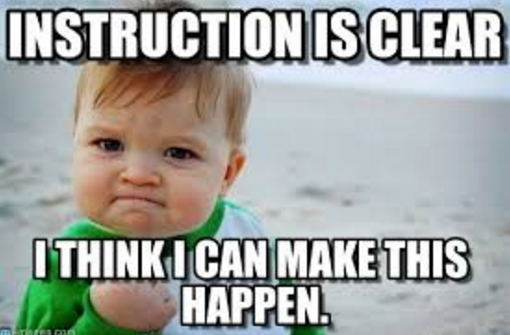 INSTRUCTION IS CLEAR
I THINK I CAN MAKE THIS
HAPPEN.